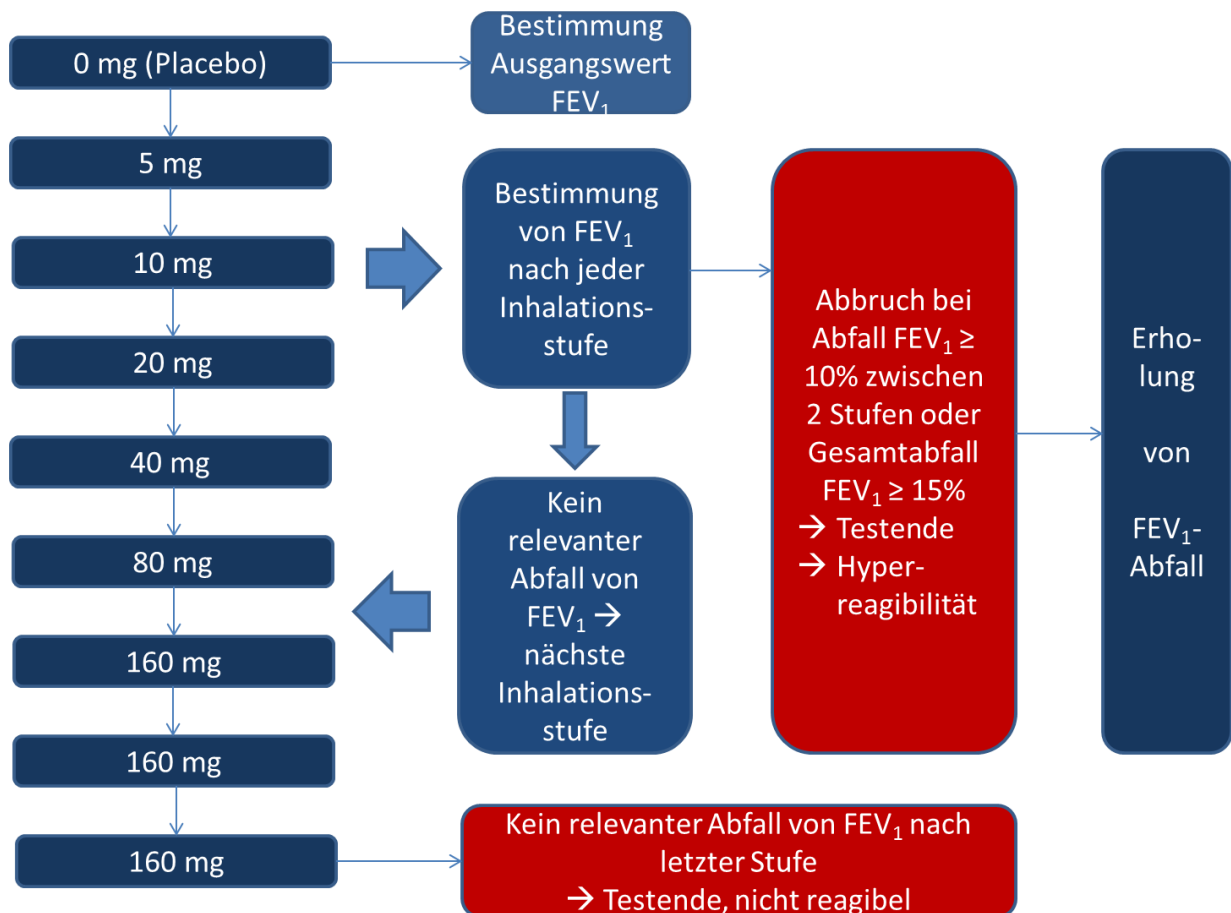 0 mg (Placebo)
Bestimmung
Ausgangswert
FEV₁
5 mg
10 mg
20 mg
40 mg
80 mg
160 mg
160 mg
160 mg
Bestimmung
von FEV₁
nach jeder
Inhalations-
stufe
Kein
relevanter
Abfall von
FEV₁ →
nächste
Inhalations-
stufe
Abbruch bei
Abfall FEV₁ ≥
10% zwischen
2 Stufen oder
Gesamtabfall
FEV₁ ≥ 15%
→ Testende
→ Hyper-
reagibilität
Erho-
lung
von
FEV₁-
Abfall
Kein relevanter Abfall von FEV₁ nach
letzter Stufe
→ Testende, nicht reagibel